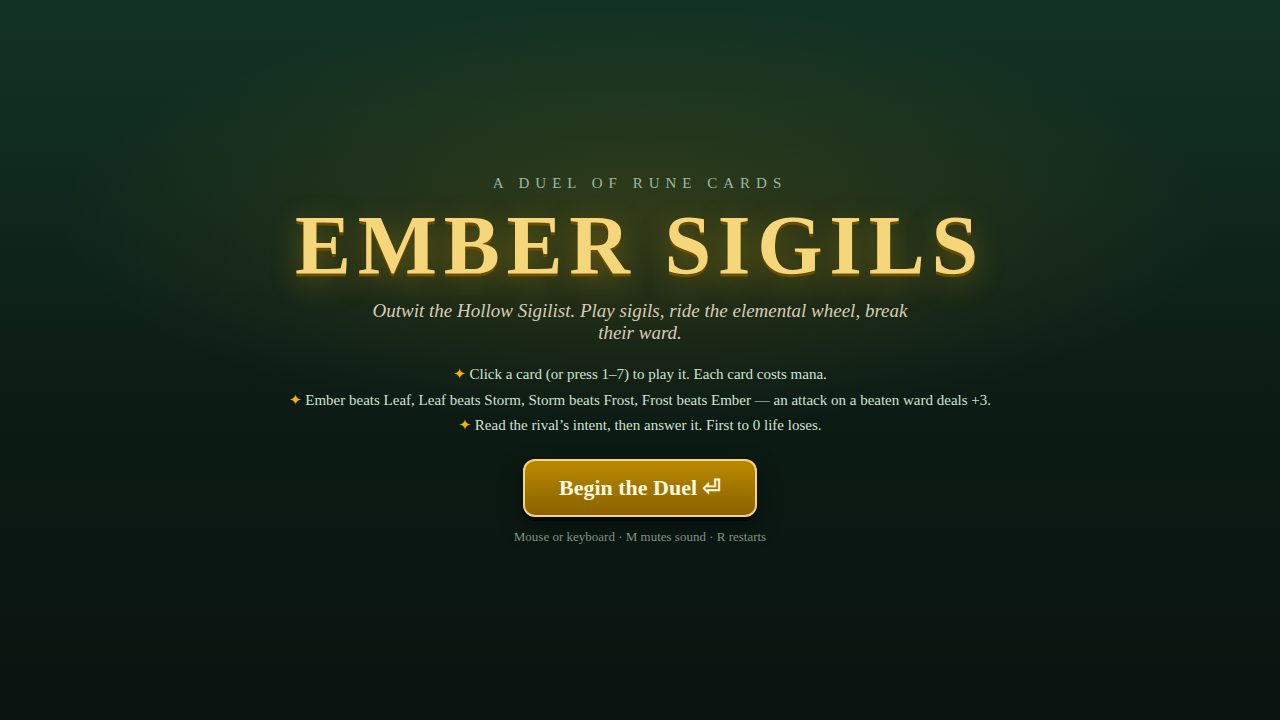 A DUEL OF RUNE CARDS
EMBER SIGILS
Outwit the Hollow Sigilist. Play sigils, ride the elemental wheel, break
their ward.
✦ Click a card (or press 1–7) to play it. Each card costs mana.
✦ Ember beats Leaf, Leaf beats Storm, Storm beats Frost, Frost beats Ember — an attack on a beaten ward deals +3.
✦ Read the rival’s intent, then answer it. First to 0 life loses.
Begin the Duel ⏎
Mouse or keyboard · M mutes sound · R restarts